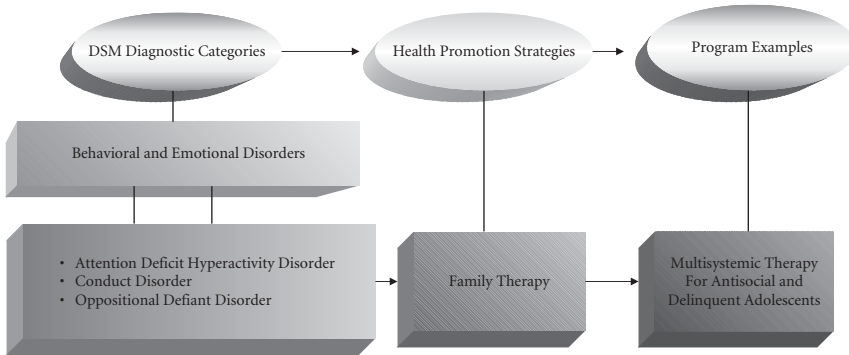 DSM Diagnostic Categories
Health Promotion Strategies
Program Examples
Behavioral and Emotional Disorders
• Attention Deficit Hyperactivity Disorder
• Conduct Disorder
• Oppositional Defiant Disorder
Family Therapy
Multisystemic Therapy
For Antisocial and
Delinquent Adolescents